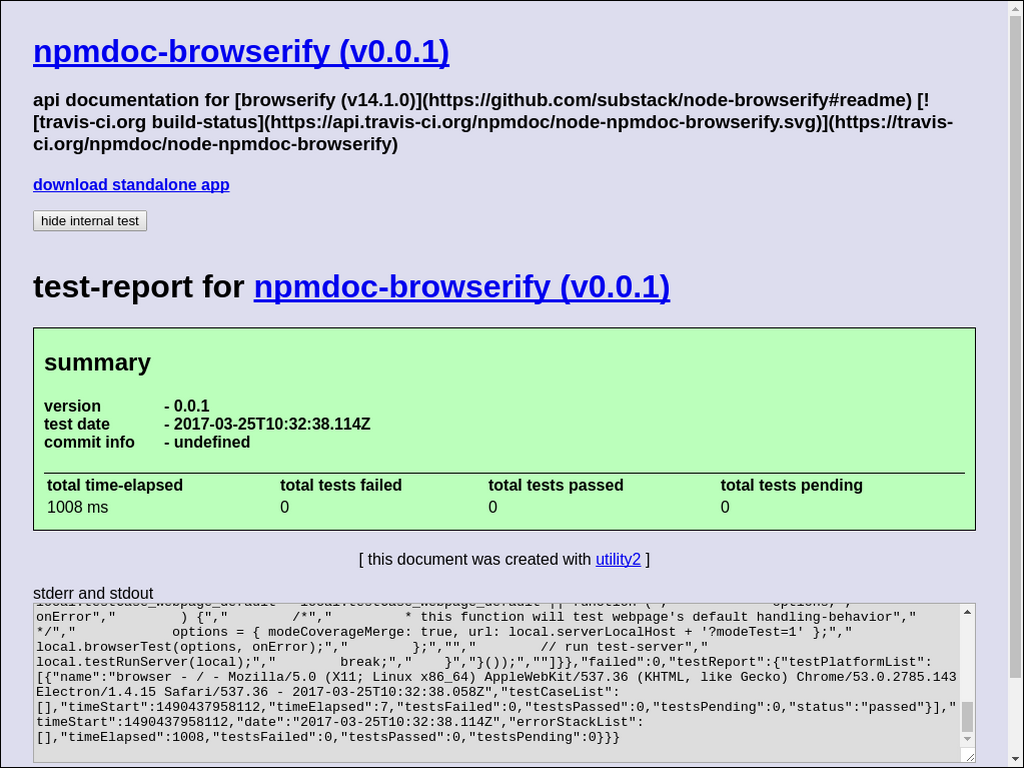 npmdoc-browserify (v0.0.1)
api documentation for [browserify (v14.1.0)](https://github.com/substack/node-browserify#readme) [!
[travis-ci.org build-status](https://api.travis-ci.org/npmdoc/node-npmdoc-browserify.svg)](https://travis-
ci.org/npmdoc/node-npmdoc-browserify)
download standalone app
hide internal test
test-report for npmdoc-browserify (v0.0.1)
summary
version - 0.0.1
test date - 2017-03-25T10:32:38.114Z
commit info - undefined
total time-elapsed total tests failed total tests passed total tests pending
1008 ms 0 0 0
[ this document was created with utility2 ]
stderr and stdout
local.testCase_webpage_default = local.testCase_webpage_default || function (","            options,","
onError","        ) {","        /*","         * this function will test webpage's default handling-behavior","
*/","            options = { modeCoverageMerge: true, url: local.serverLocalHost + '?modeTest=1' };","
local.browserTest(options, onError);","        };","","        // run test-server","
local.testRunServer(local);","        break;","    }","}());",""]}},"failed":0,"testReport":{"testPlatformList":
[{"name":"browser - / - Mozilla/5.0 (X11; Linux x86_64) AppleWebKit/537.36 (KHTML, like Gecko) Chrome/53.0.2785.143
Electron/1.4.15 Safari/537.36 - 2017-03-25T10:32:38.058Z","testCaseList":
[],"timeStart":1490437958112,"timeElapsed":7,"testsFailed":0,"testsPassed":0,"testsPending":0,"status":"passed"}],"
timeStart":1490437958112,"date":"2017-03-25T10:32:38.114Z","errorStackList":
[],"timeElapsed":1008,"testsFailed":0,"testsPassed":0,"testsPending":0}}}